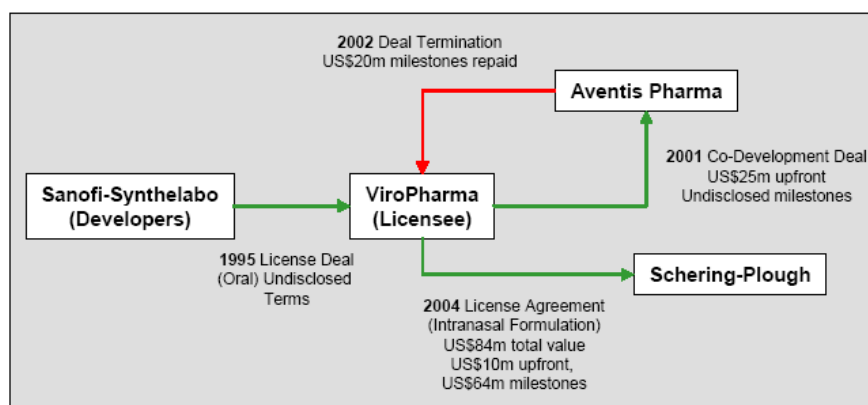 2002 Deal Termination
US$20m milestones repaid
Aventis Pharma
2001 Co-Development Deal
US$25m upfront
Undisclosed milestones
Sanofi-Synthelabo
(Developers)
ViroPharma
(Licensee)
1995 License Deal
(Oral) Undisclosed
Terms
Schering-Plough
2004 License Agreement
(Intranasal Formulation)
US$84m total value
US$10m upfront,
US$64m milestones